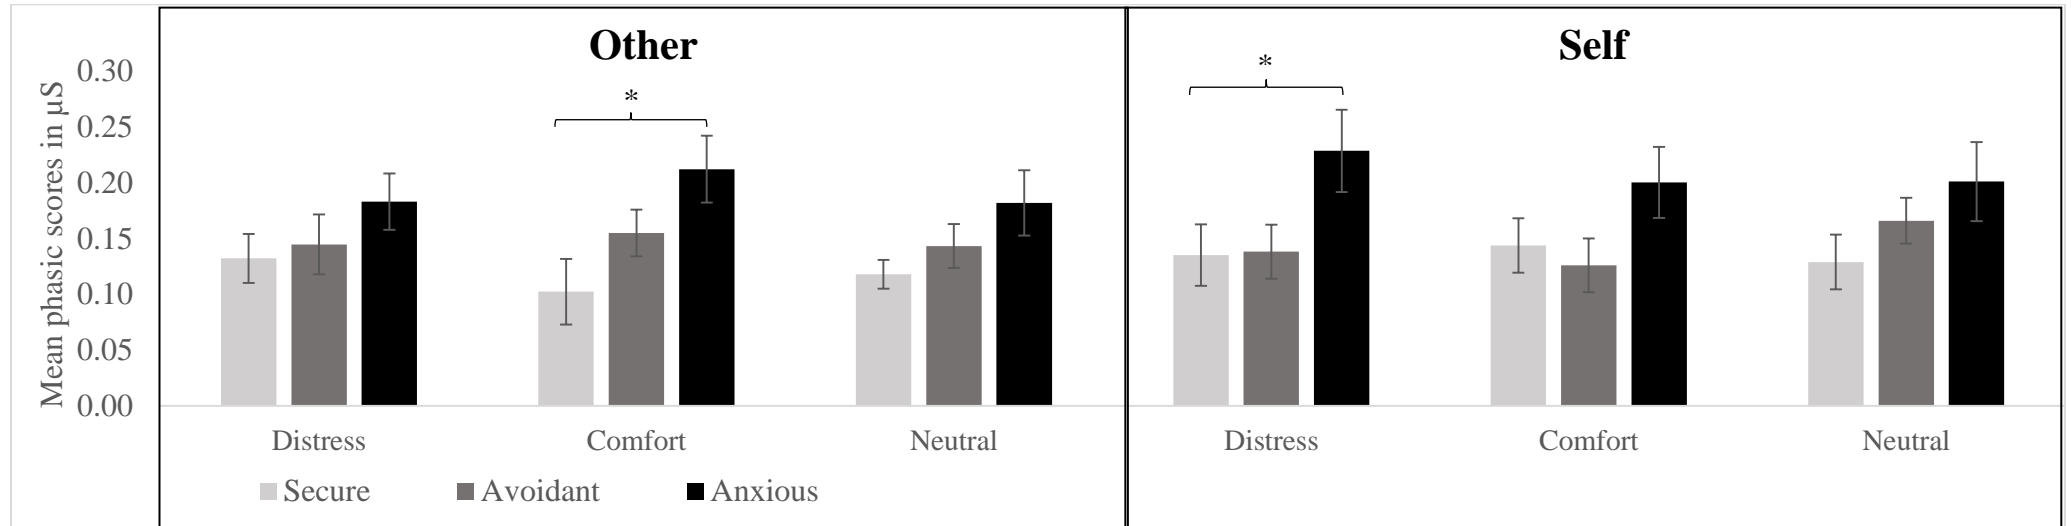 Other
Self
Mean phasic scores in µS
0.30
0.25
0.20
0.15
0.10
0.05
0.00
*
*
Distress Comfort Neutral Distress Comfort Neutral
Secure Avoidant Anxious